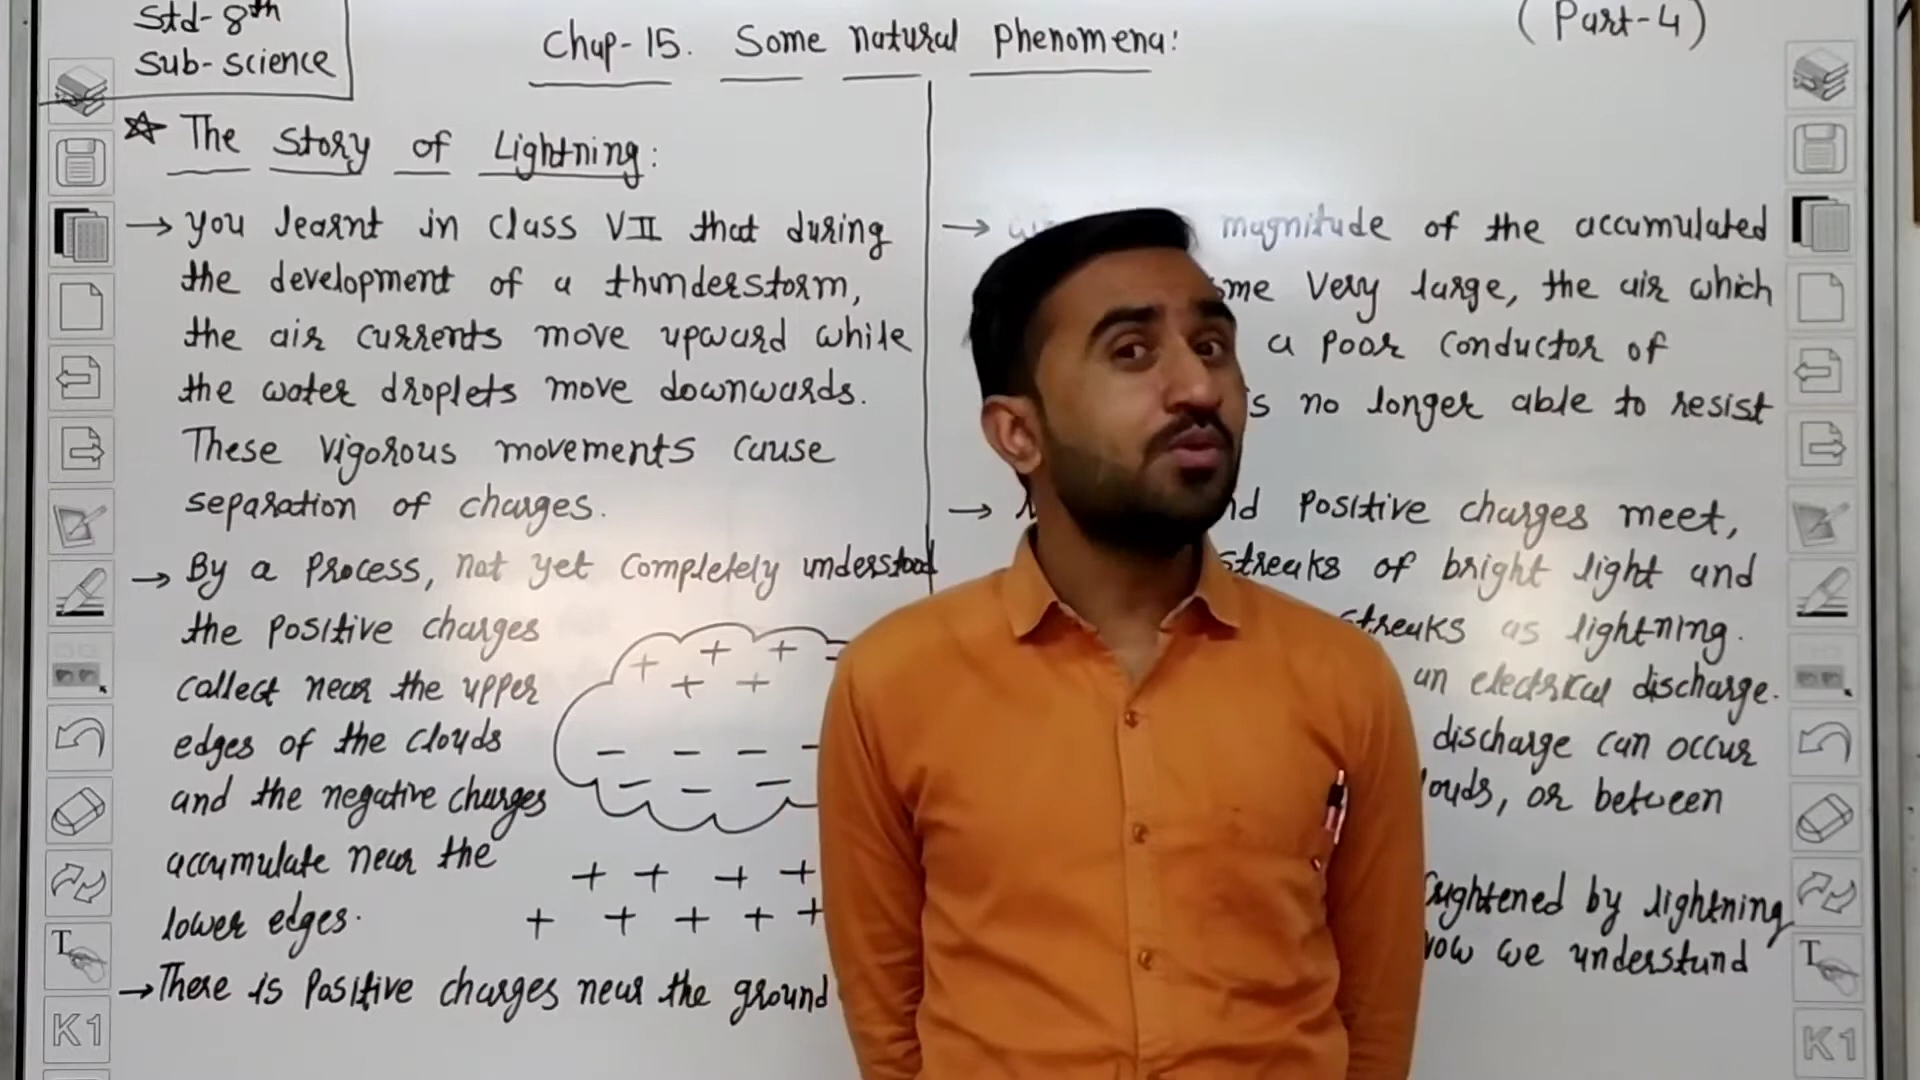 Std- 8th
Sub- science
Chap- 15. Some natural Phenomena:
(Part-4)
☆ The Story of Lightning:
→ you learnt in class VII that during
the development of a thunderstorm,
the air currents move upward while
the water droplets move downwards.
These vigorous movements cause
separation of charges.
→ By a Process, not yet completely understood
the positive charges
collect near the upper
edges of the clouds
and the negative charges
accumulate near the
lower edges.
→ There is Positive charges near the ground
+ + +
+ +
− − − −
− − −
+ + + +
+ + + + +
→ magnitude of the accumulated
very large, the air which
a poor conductor of
no longer able to resist
→ Positive charges meet,
streaks of bright light and
streaks as lightning.
an electrical discharge.
discharge can occur
or between
by lightning
we understand
T
K1
T
K1